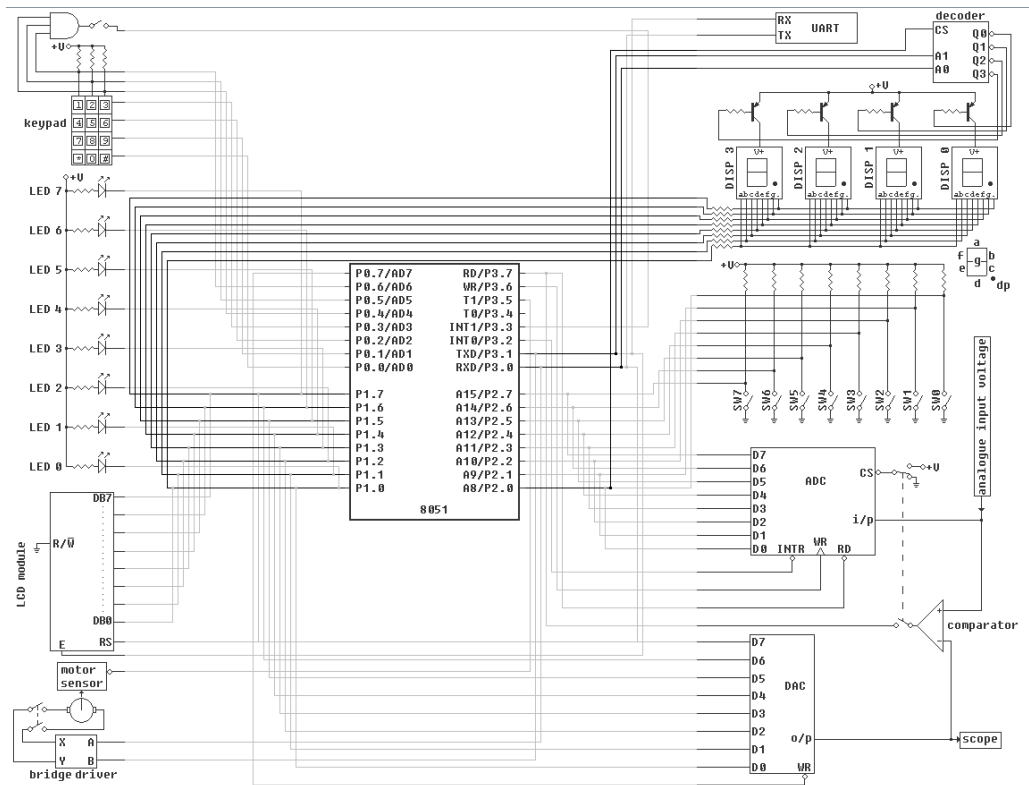 decoder
RX
TX
UART
CS
A1
A0
Q0
Q1
Q2
Q3
+V
keypad
1 2 3
4 5 6
7 8 9
* 0 #
+V
+V
DISP 3
DISP 2
DISP 1
DISP 0
V+
V+
V+
V+
abcdefg.
abcdefg.
abcdefg.
abcdefg.
LED 7
LED 6
LED 5
LED 4
LED 3
LED 2
LED 1
LED 0
a
b
c
d
e
f
g
dp
+V
P0.7/AD7
P0.6/AD6
P0.5/AD5
P0.4/AD4
P0.3/AD3
P0.2/AD2
P0.1/AD1
P0.0/AD0
P1.7
P1.6
P1.5
P1.4
P1.3
P1.2
P1.1
P1.0
RD/P3.7
WR/P3.6
T1/P3.5
T0/P3.4
INT1/P3.3
INT0/P3.2
TXD/P3.1
RXD/P3.0
A15/P2.7
A14/P2.6
A13/P2.5
A12/P2.4
A11/P2.3
A10/P2.2
A9/P2.1
A8/P2.0
8051
SW7
SW6
SW5
SW4
SW3
SW2
SW1
SW0
analogue input voltage
D7
D6
D5
D4
D3
D2
D1
D0
ADC
CS
+V
i/p
INTR
WR
RD
LCD module
DB7
R/W̅
DB0
E
RS
comparator
+
-
motor
sensor
X
Y
A
B
bridge driver
D7
D6
D5
D4
D3
D2
D1
D0
DAC
o/p
WR
scope